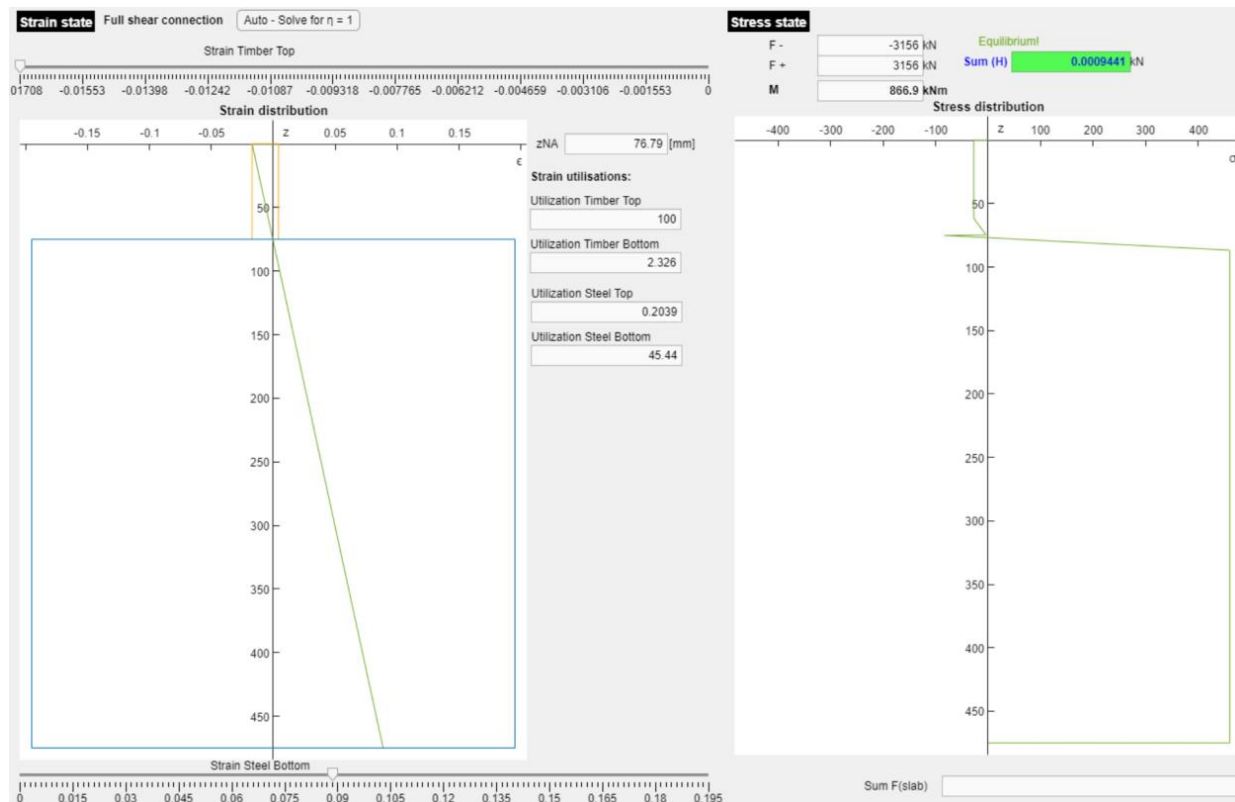 Strain state Full shear connection Auto - Solve for η = 1
Strain Timber Top
01708 -0.01553 -0.01398 -0.01242 -0.01087 -0.009318 -0.007765 -0.006212 -0.004659 -0.003106 -0.001553 0
Strain distribution
-0.15 -0.1 -0.05 z 0.05 0.1 0.15
ϵ
50
100
150
200
250
300
350
400
450
zNA 76.79 [mm]
Strain utilisations:
Utilization Timber Top
100
Utilization Timber Bottom
2.326
Utilization Steel Top
0.2039
Utilization Steel Bottom
45.44
Strain Steel Bottom
0 0.015 0.03 0.045 0.06 0.075 0.09 0.105 0.12 0.135 0.15 0.165 0.18 0.195
Stress state
F - -3156 kN
F + 3156 kN
M 866.9 kNm
Equilibrium!
Sum (H) 0.0009441 kN
Stress distribution
-400 -300 -200 -100 z 100 200 300 400
σ
50
100
150
200
250
300
350
400
450
Sum F(slab)